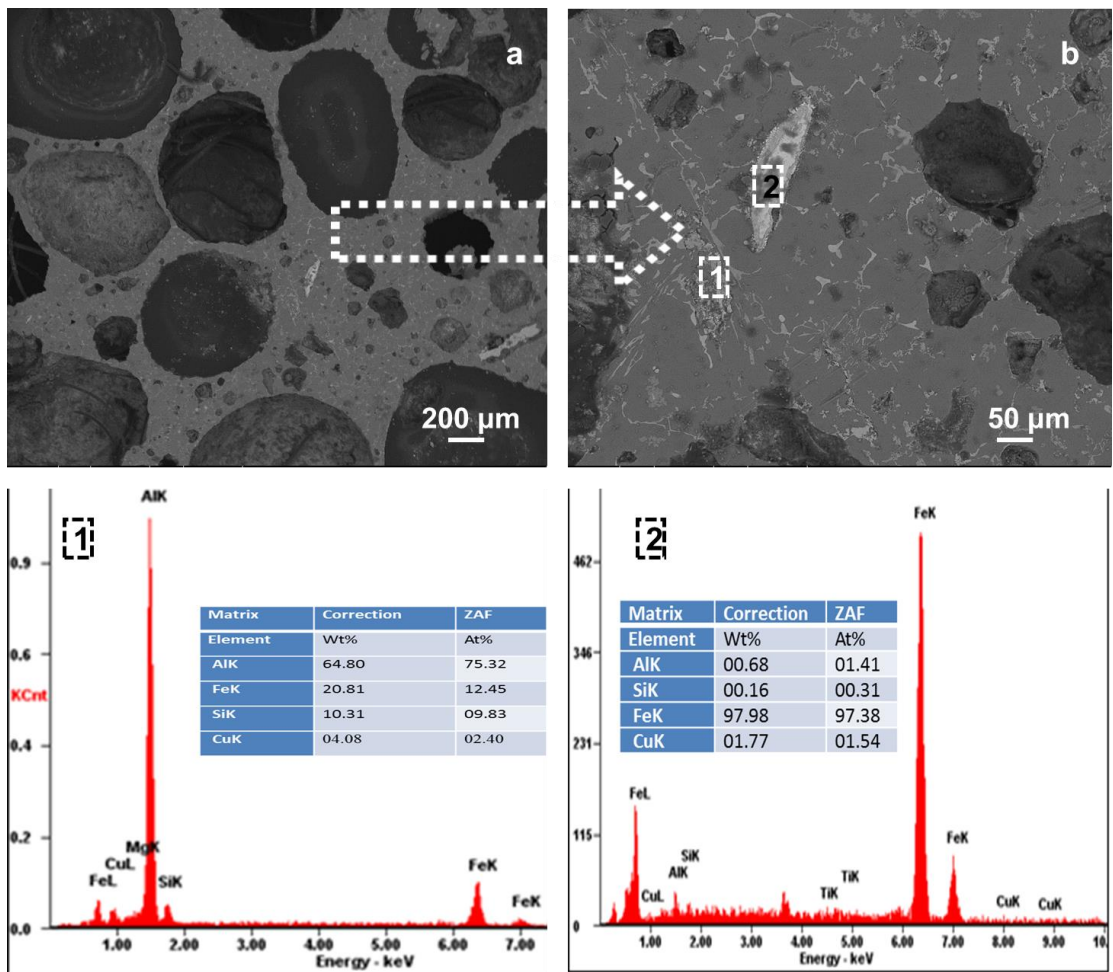 a
200 µm
b
2
1
50 µm
1
AlK
0.9
0.6
KCnt
0.4
0.2
0.0
Matrix Correction ZAF
Element Wt% At%
AlK 64.80 75.32
FeK 20.81 12.45
SiK 10.31 09.83
CuK 04.08 02.40
MgK
CuL
FeL
SiK
FeK
FeK
1.00 2.00 3.00 4.00 5.00 6.00 7.00
Energy - keV
2
FeK
462
346
231
115
0
Matrix Correction ZAF
Element Wt% At%
AlK 00.68 01.41
SiK 00.16 00.31
FeK 97.98 97.38
CuK 01.77 01.54
FeL
SiK
AlK
CuL
TiK
TiK
FeK
CuK CuK
1.00 2.00 3.00 4.00 5.00 6.00 7.00 8.00 9.00 10.0
Energy - keV